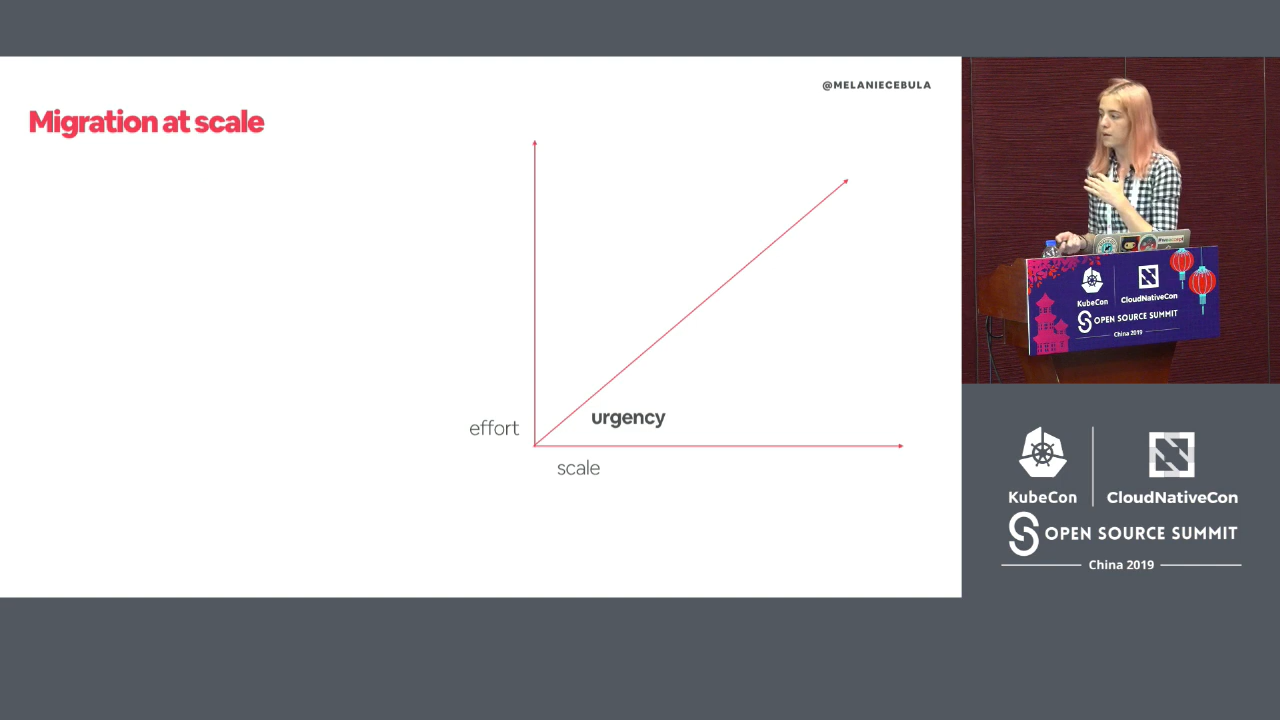 @MELANIECEBULA
Migration at scale
effort
urgency
scale
KubeCon
CloudNativeCon
OPEN SOURCE SUMMIT
China 2019
KubeCon
CloudNativeCon
OPEN SOURCE SUMMIT
China 2019